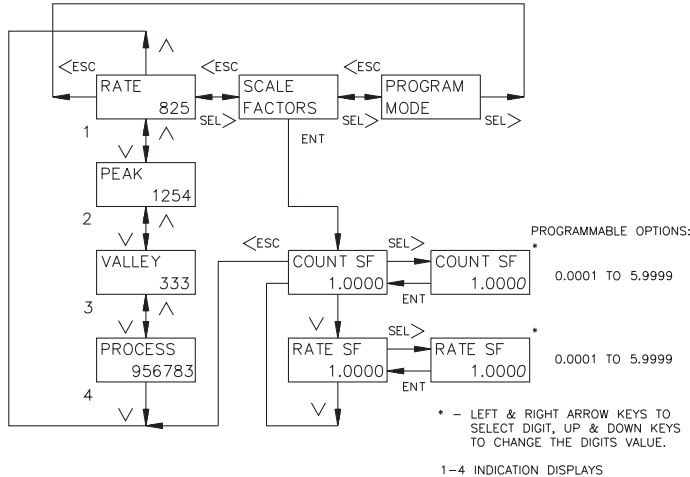 <ESC <ESC <ESC
RATE
825
SCALE
FACTORS
PROGRAM
MODE
SEL> SEL> SEL>
1
ENT
PEAK
1254
2
VALLEY
333
3
PROCESS
956783
4
<ESC SEL>
COUNT SF
1.0000
COUNT SF
1.0000
ENT
PROGRAMMABLE OPTIONS:
*
0.0001 TO 5.9999
SEL>
RATE SF
1.0000
RATE SF
1.0000
ENT
*
0.0001 TO 5.9999
* – LEFT & RIGHT ARROW KEYS TO
SELECT DIGIT, UP & DOWN KEYS
TO CHANGE THE DIGITS VALUE.
1–4 INDICATION DISPLAYS